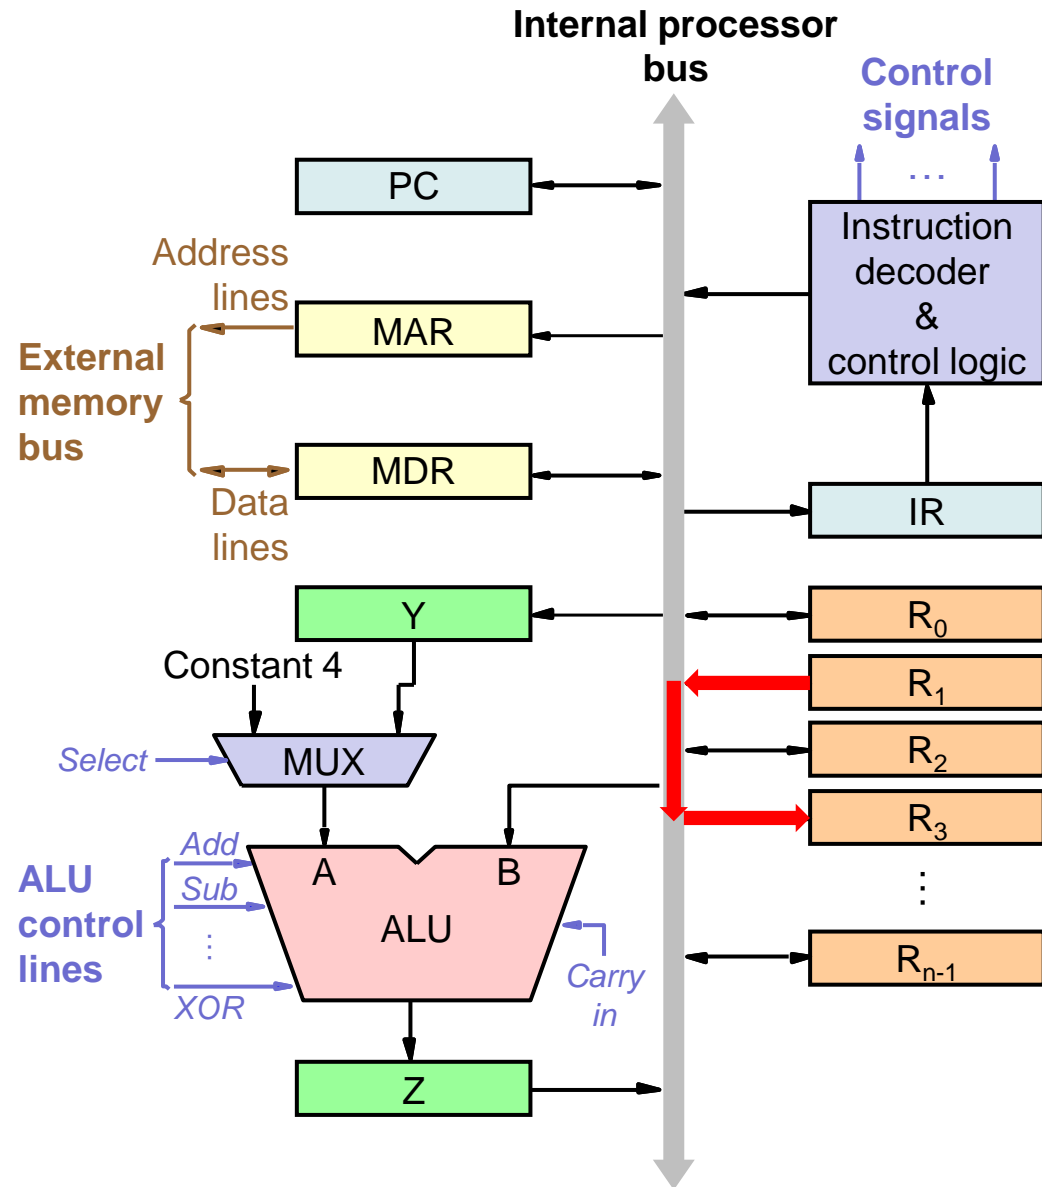 Internal processor
bus
Control
signals
...
PC
Instruction
decoder
&
control logic
Address
lines
MAR
External
memory
bus
MDR
Data
lines
IR
Y
R0
Constant 4
R1
Select
MUX
R2
R3
Add
A
B
ALU
control
lines
Sub
⋮
ALU
⋮
Carry
in
XOR
Rn-1
Z